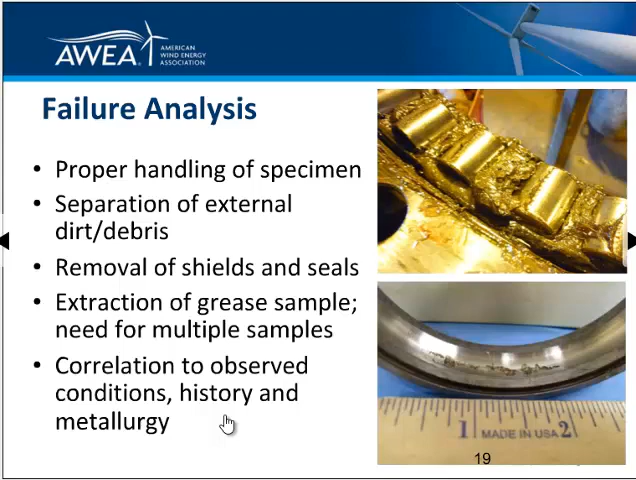 AWEA
AMERICAN
WIND ENERGY
ASSOCIATION
Failure Analysis
• Proper handling of specimen
• Separation of external
dirt/debris
• Removal of shields and seals
• Extraction of grease sample;
need for multiple samples
• Correlation to observed
conditions, history and
metallurgy
1 MADE IN USA 2
19